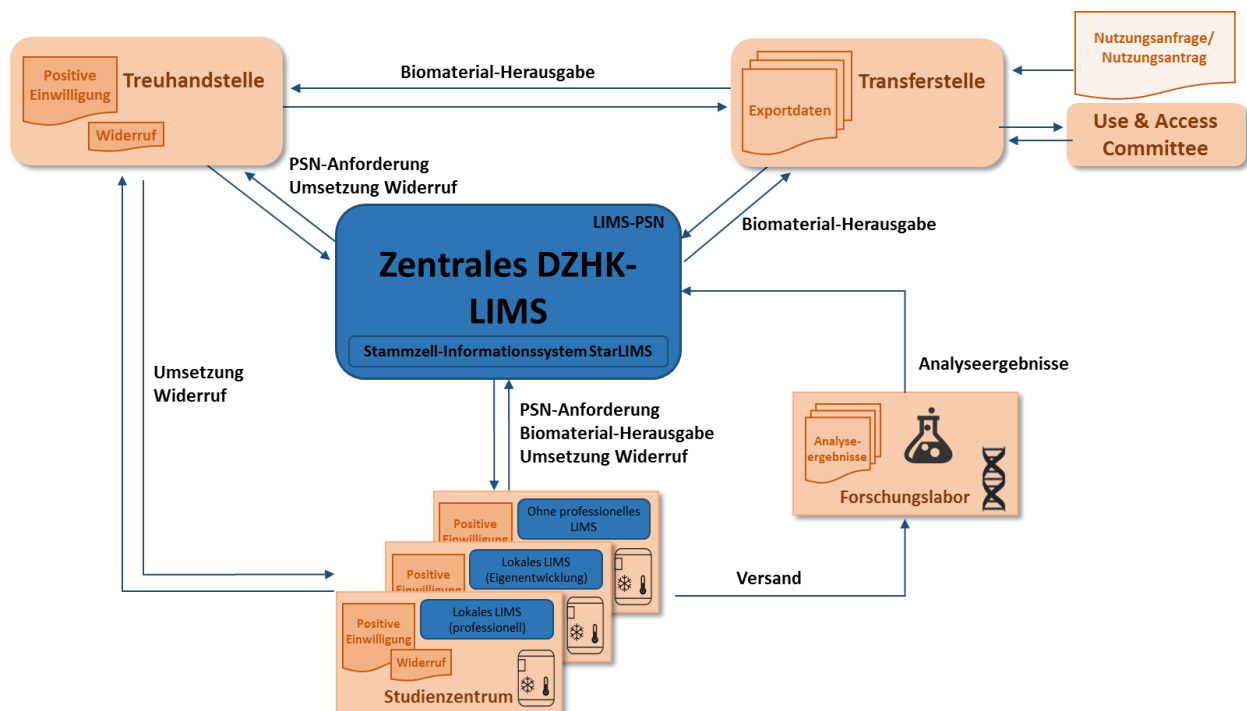 Positive
Einwilligung
Treuhandstelle
Widerruf
Biomaterial-Herausgabe
Exportdaten
Transferstelle
Nutzungsanfrage/
Nutzungsantrag
Use & Access
Committee
PSN-Anforderung
Umsetzung Widerruf
Biomaterial-Herausgabe
LIMS-PSN
Zentrales DZHK-
LIMS
Stammzell-Informationssystem StarLIMS
Umsetzung
Widerruf
PSN-Anforderung
Biomaterial-Herausgabe
Umsetzung Widerruf
Analyseergebnisse
Analyse-
ergebnisse
Forschungslabor
Versand
Positive
Einwilligung
Ohne professionelles
LIMS
Positive
Einwilligung
Lokales LIMS
(Eigenentwicklung)
Positive
Einwilligung
Lokales LIMS
(professionell)
Widerruf
Studienzentrum